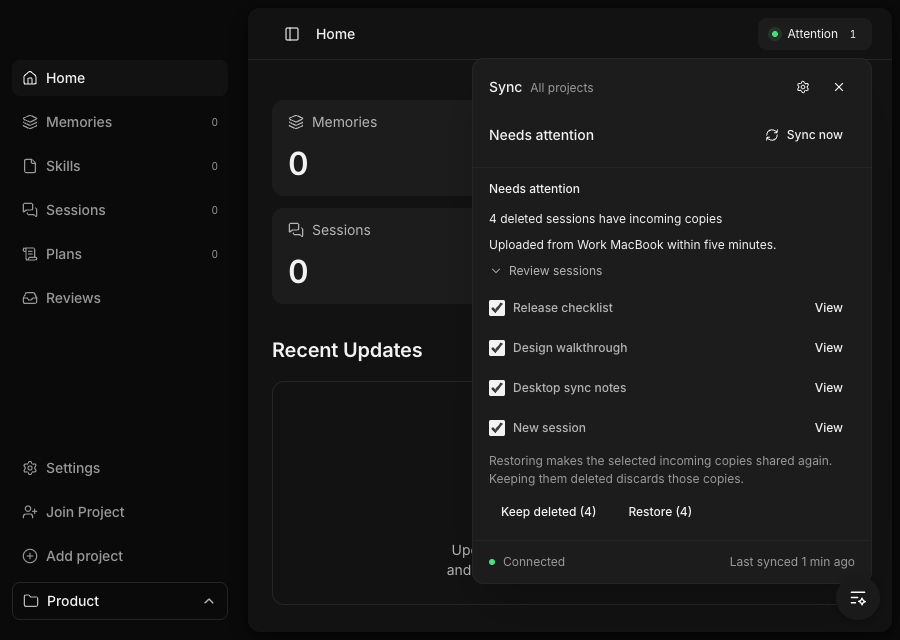 Home
Attention 1
Home
Memories 0
Skills 0
Sessions 0
Plans 0
Reviews
Settings
Join Project
Add project
Product
Memories
0
Sessions
0
Recent Updates
Sync All projects
Needs attention
Sync now
Needs attention
4 deleted sessions have incoming copies
Uploaded from Work MacBook within five minutes.
Review sessions
Release checklist View
Design walkthrough View
Desktop sync notes View
New session View
Restoring makes the selected incoming copies shared again.
Keeping them deleted discards those copies.
Keep deleted (4) Restore (4)
Connected Last synced 1 min ago
and